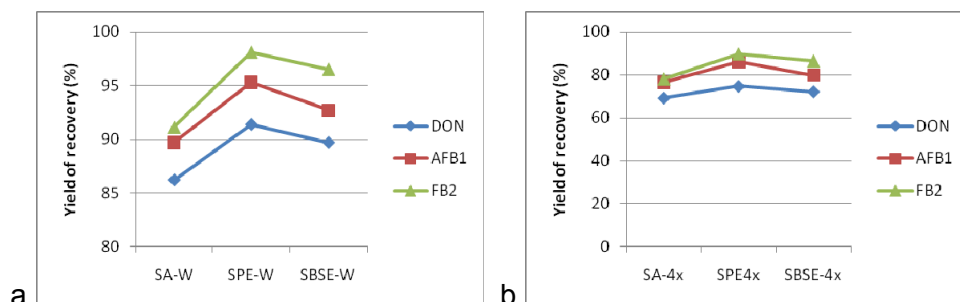 Yield of recovery (%)
100
95
90
85
80
SA-W SPE-W SBSE-W
DON
AFB1
FB2
a
Yield of recovery (%)
100
80
60
40
20
0
SA-4x SPE4x SBSE-4x
DON
AFB1
FB2
b